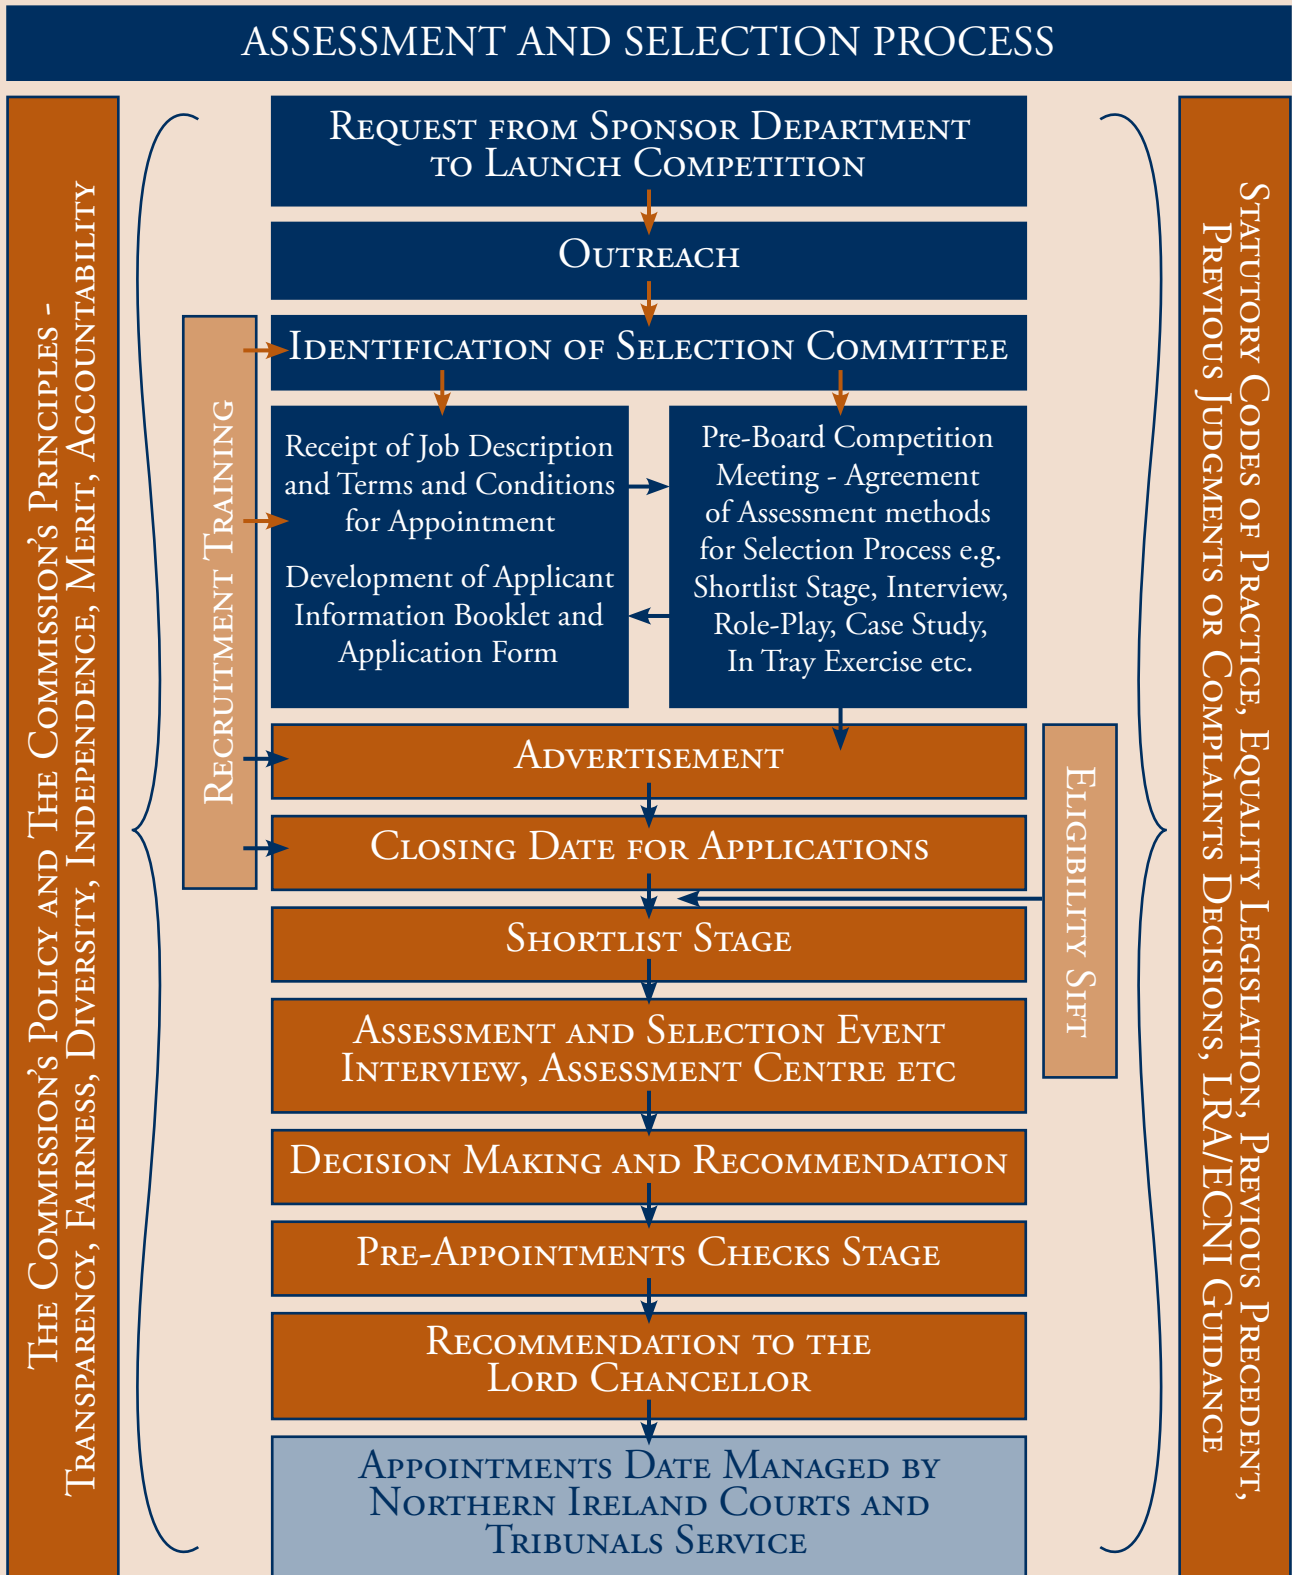 ASSESSMENT AND SELECTION PROCESS
The Commission's Policy and The Commission's Principles -
Transparency, Fairness, Diversity, Independence, Merit, Accountability
Request from Sponsor Department
to Launch Competition
Outreach
Identification of Selection Committee
Recruitment Training
Receipt of Job Description
and Terms and Conditions
for Appointment
Development of Applicant
Information Booklet and
Application Form
Pre-Board Competition
Meeting - Agreement
of Assessment methods
for Selection Process e.g.
Shortlist Stage, Interview,
Role-Play, Case Study,
In Tray Exercise etc.
Advertisement
Closing Date for Applications
Eligibility Sift
Shortlist Stage
Assessment and Selection Event
Interview, Assessment Centre etc
Decision Making and Recommendation
Pre-Appointments Checks Stage
Recommendation to the
Lord Chancellor
Appointments Date Managed by
Northern Ireland Courts and
Tribunals Service
Statutory Codes of Practice, Equality Legislation, Previous Precedent,
Previous Judgments or Complaints Decisions, LRA/ECNI Guidance